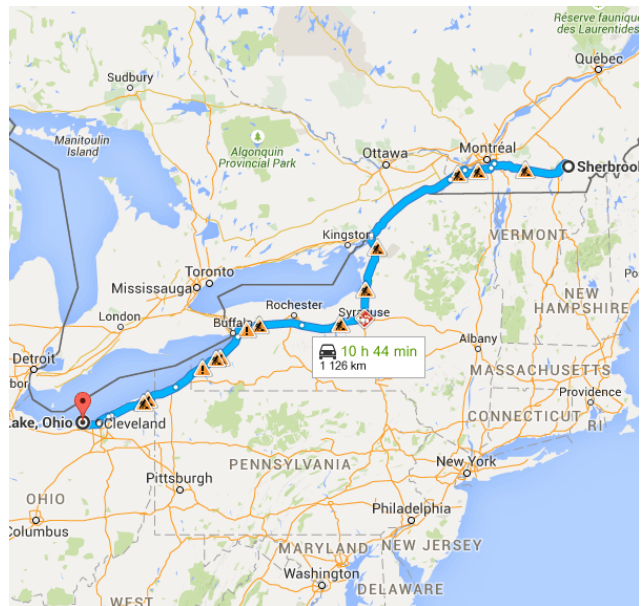 Réserve faunique
des Laurentides
Québec
Sudbury
Manitoulin
Island
Algonquin
Provincial Park
Ottawa
Montréal
Sherbrook
Kingston
VERMONT
Toronto
Mississauga
London
Rochester
Syracuse
Buffalo
NEW
HAMPSHIRE
Albany
10 h 44 min
1 126 km
Detroit
bor
MASSACHUSETTS
Providence
CONNECTICUT
RI
Lake, Ohio
Cleveland
PENNSYLVANIA
New York
Pittsburgh
OHIO
Columbus
Philadelphia
MARYLAND
NEW JERSEY
Washington
WEST
DELAWARE